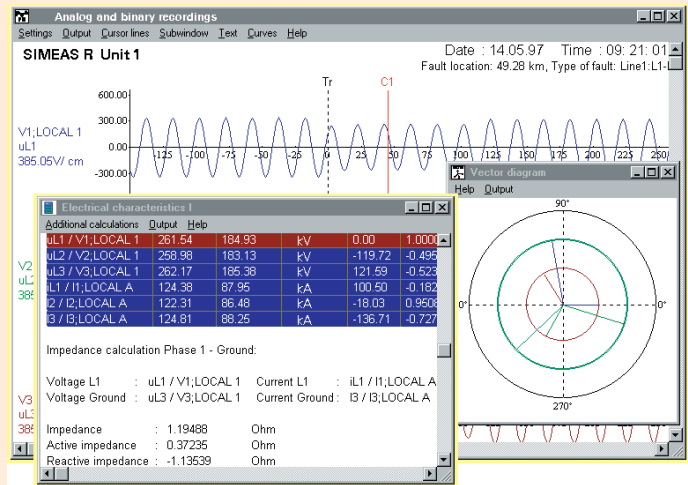 Analog and binary recordings
Settings Output Cursor lines Subwindow Text Curves Help
SIMEAS R Unit 1
Date : 14.05.97 Time : 09: 21: 01
Fault location: 49.28 km, Type of fault: Line1:L1-
Tr C1
600.00
V1;LOCAL 1
uL1
385.05V/ cm
300.00
0.00
-300.00
-125 -100 -75 -50 -25 0 25 50 75 100 125 150 175 200 225 250
Vector diagram
Help Output
90°
0° 0°
270°
Electrical characteristics I
Additional calculations Output Help
uL1 / V1;LOCAL 1 261.54 184.93 kV 0.00 1.0000
uL2 / V2;LOCAL 1 258.98 183.13 kV -119.72 -0.495
uL3 / V3;LOCAL 1 262.17 185.38 kV 121.59 -0.523
iL1 / I1;LOCAL A 124.38 87.95 kA 100.50 -0.182
I2 / I2;LOCAL A 122.31 86.48 kA -18.03 0.9508
I3 / I3;LOCAL A 124.81 88.25 kA -136.71 -0.727
V2
uL2
Impedance calculation Phase 1 - Ground:
Voltage L1 : uL1 / V1;LOCAL 1 Current L1 : iL1 / I1;LOCAL A
Voltage Ground : uL3 / V3;LOCAL 1 Current Ground : I3 / I3;LOCAL A
V3
uL3
Impedance : 1.19488 Ohm
Active impedance : 0.37235 Ohm
Reactive impedance : -1.13539 Ohm